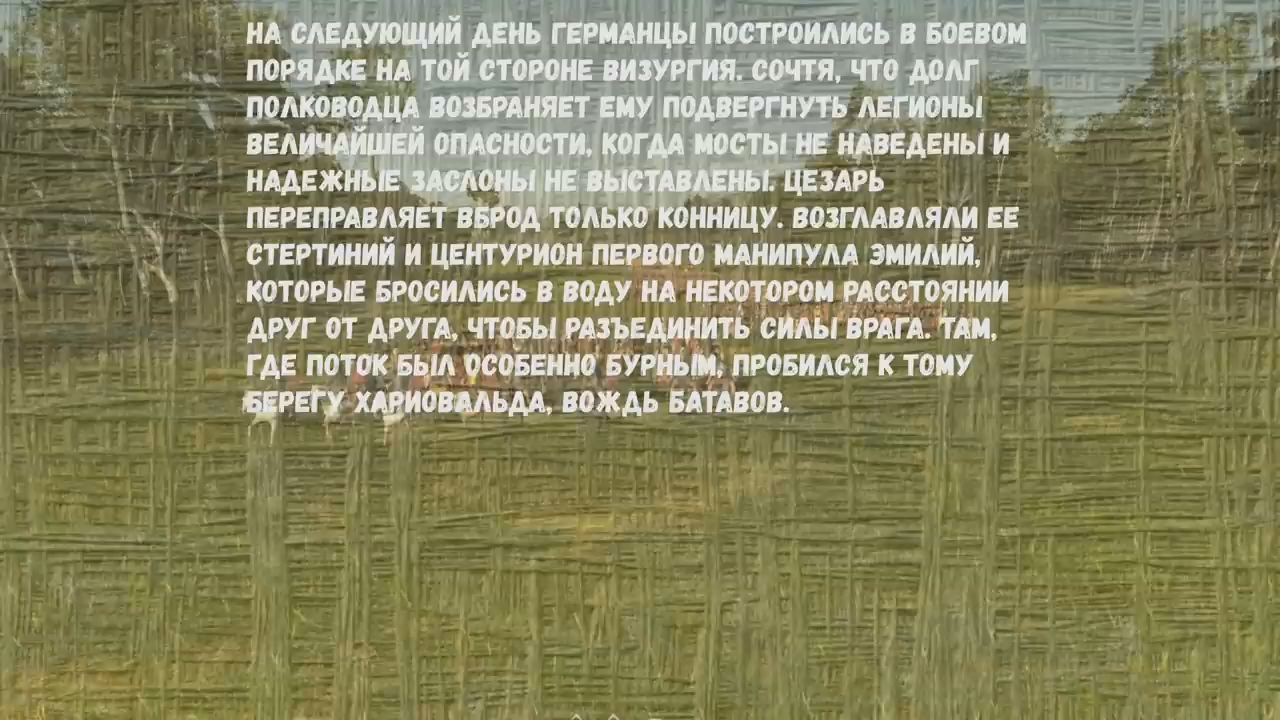 НА СЛЕДУЮЩИЙ ДЕНЬ ГЕРМАНЦЫ ПОСТРОИЛИСЬ В БОЕВОМ
ПОРЯДКЕ НА ТОЙ СТОРОНЕ ВИЗУРГИЯ. СОЧТЯ, ЧТО ДОЛГ
ПОЛКОВОДЦА ВОЗБРАНЯЕТ ЕМУ ПОДВЕРГНУТЬ ЛЕГИОНЫ
ВЕЛИЧАЙШЕЙ ОПАСНОСТИ, КОГДА МОСТЫ НЕ НАВЕДЕНЫ И
НАДЕЖНЫЕ ЗАСЛОНЫ НЕ ВЫСТАВЛЕНЫ. ЦЕЗАРЬ
ПЕРЕПРАВЛЯЕТ ВБРОД ТОЛЬКО КОННИЦУ. ВОЗГЛАВЛЯЛИ ЕЕ
СТЕРТИНИЙ И ЦЕНТУРИОН ПЕРВОГО МАНИПУЛА ЭМИЛИЙ,
КОТОРЫЕ БРОСИЛИСЬ В ВОДУ НА НЕКОТОРОМ РАССТОЯНИИ
ДРУГ ОТ ДРУГА, ЧТОБЫ РАЗЪЕДИНИТЬ СИЛЫ ВРАГА. ТАМ,
ГДЕ ПОТОК БЫЛ ОСОБЕННО БУРНЫМ, ПРОБИЛСЯ К ТОМУ
БЕРЕГУ ХАРИОВАЛЬДА, ВОЖДЬ БАТАВОВ.